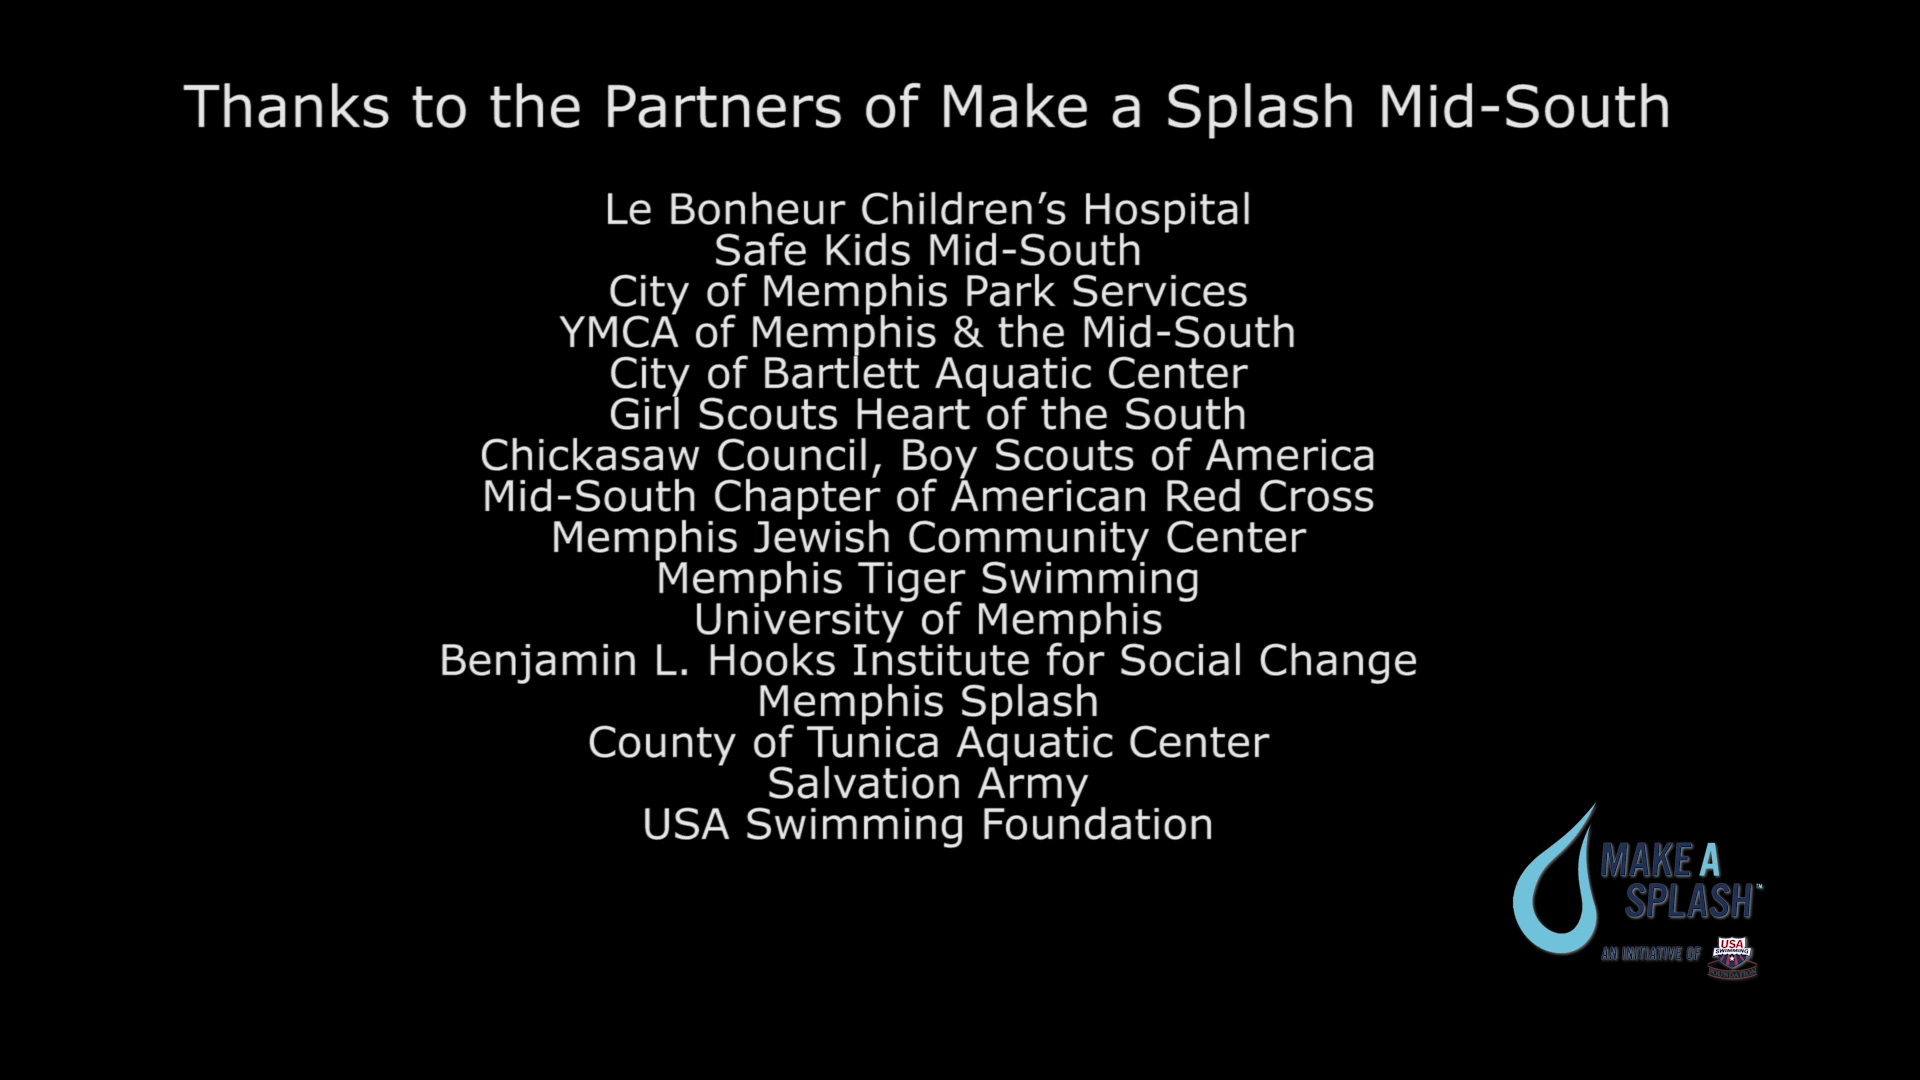 Thanks to the Partners of Make a Splash Mid-South
Le Bonheur Children’s Hospital
Safe Kids Mid-South
City of Memphis Park Services
YMCA of Memphis & the Mid-South
City of Bartlett Aquatic Center
Girl Scouts Heart of the South
Chickasaw Council, Boy Scouts of America
Mid-South Chapter of American Red Cross
Memphis Jewish Community Center
Memphis Tiger Swimming
University of Memphis
Benjamin L. Hooks Institute for Social Change
Memphis Splash
County of Tunica Aquatic Center
Salvation Army
USA Swimming Foundation
MAKE A
SPLASH™
AN INITIATIVE OF
USA
SWIMMING
FOUNDATION